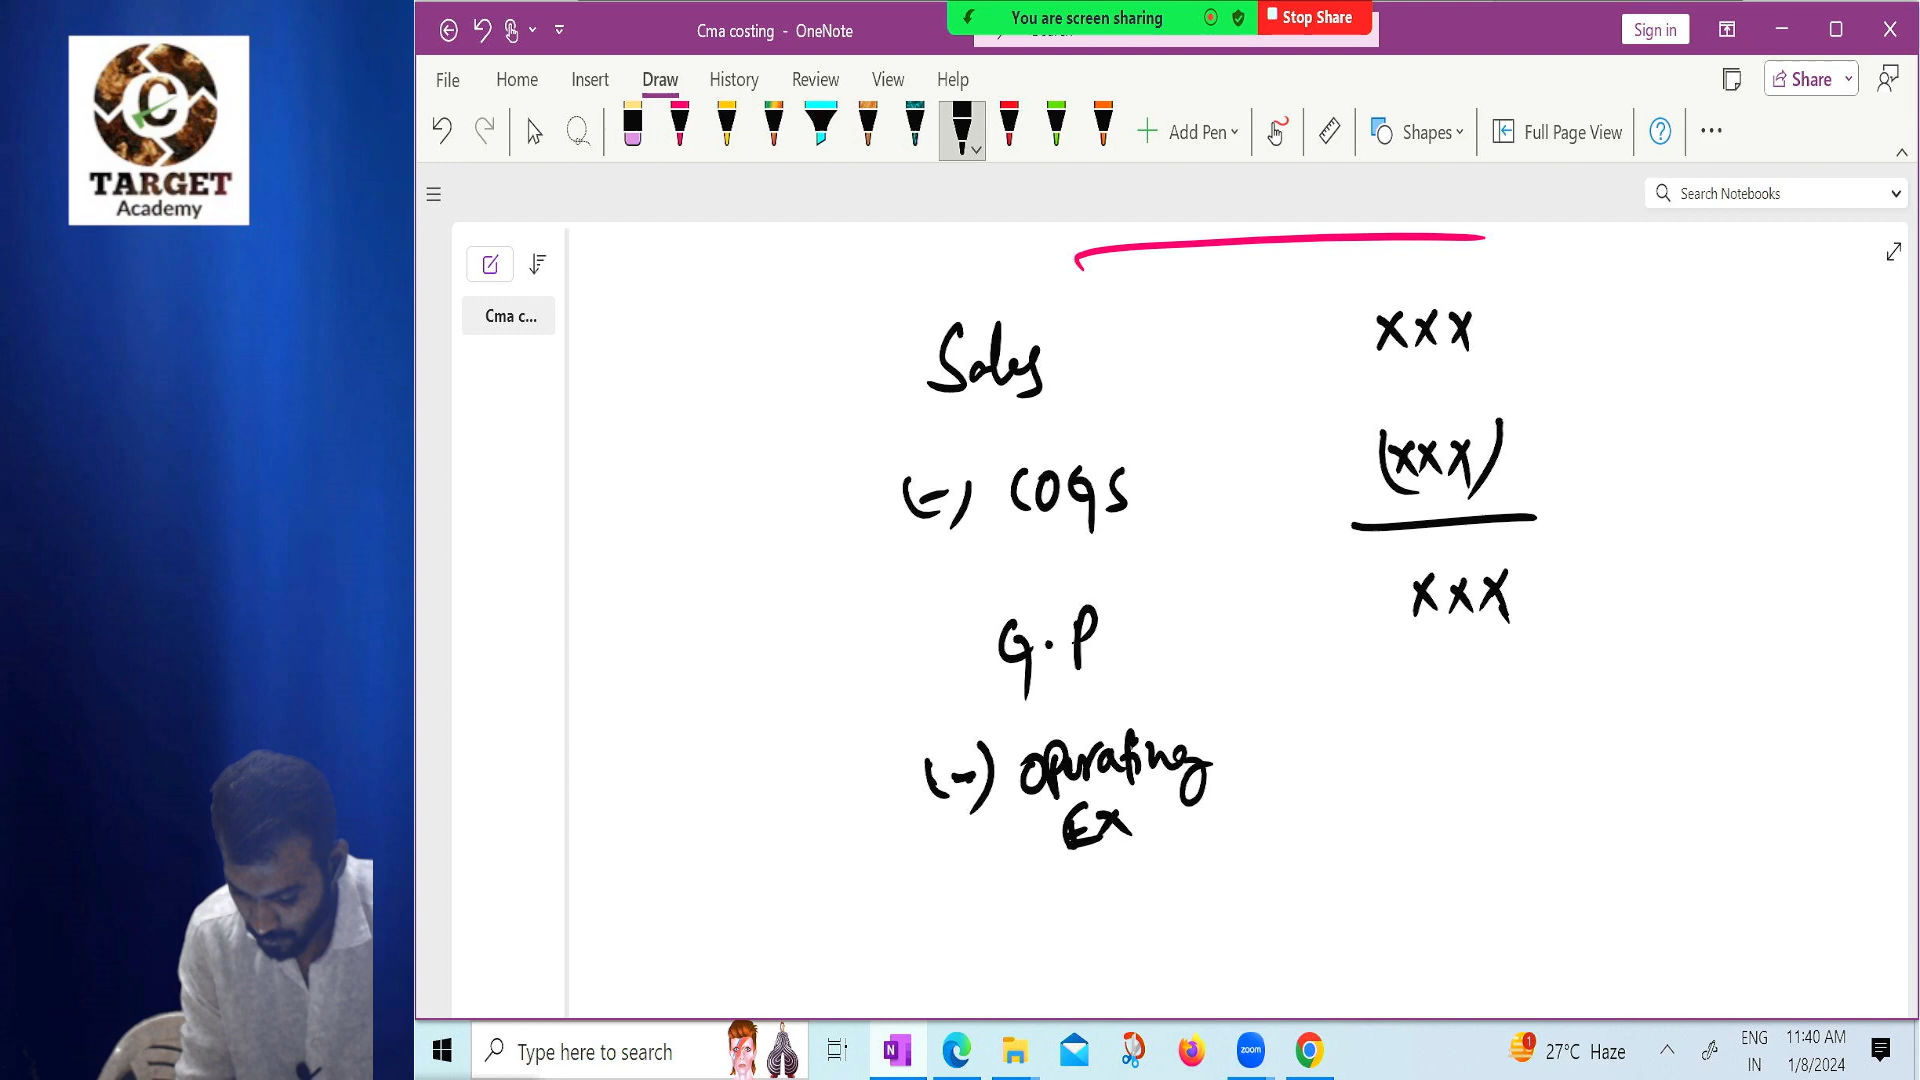 You are screen sharing
Stop Share
Cma costing - OneNote
Sign in
File Home Insert Draw History Review View Help
Share
Add Pen
Shapes
Full Page View
Search Notebooks
Cma c...
C
TARGET
Academy
Sales xxx
(-) COGS (xxx)
G.P xxx
(-) operating
Ex
Type here to search
N
zoom
1
27°C Haze
ENG
IN
11:40 AM
1/8/2024